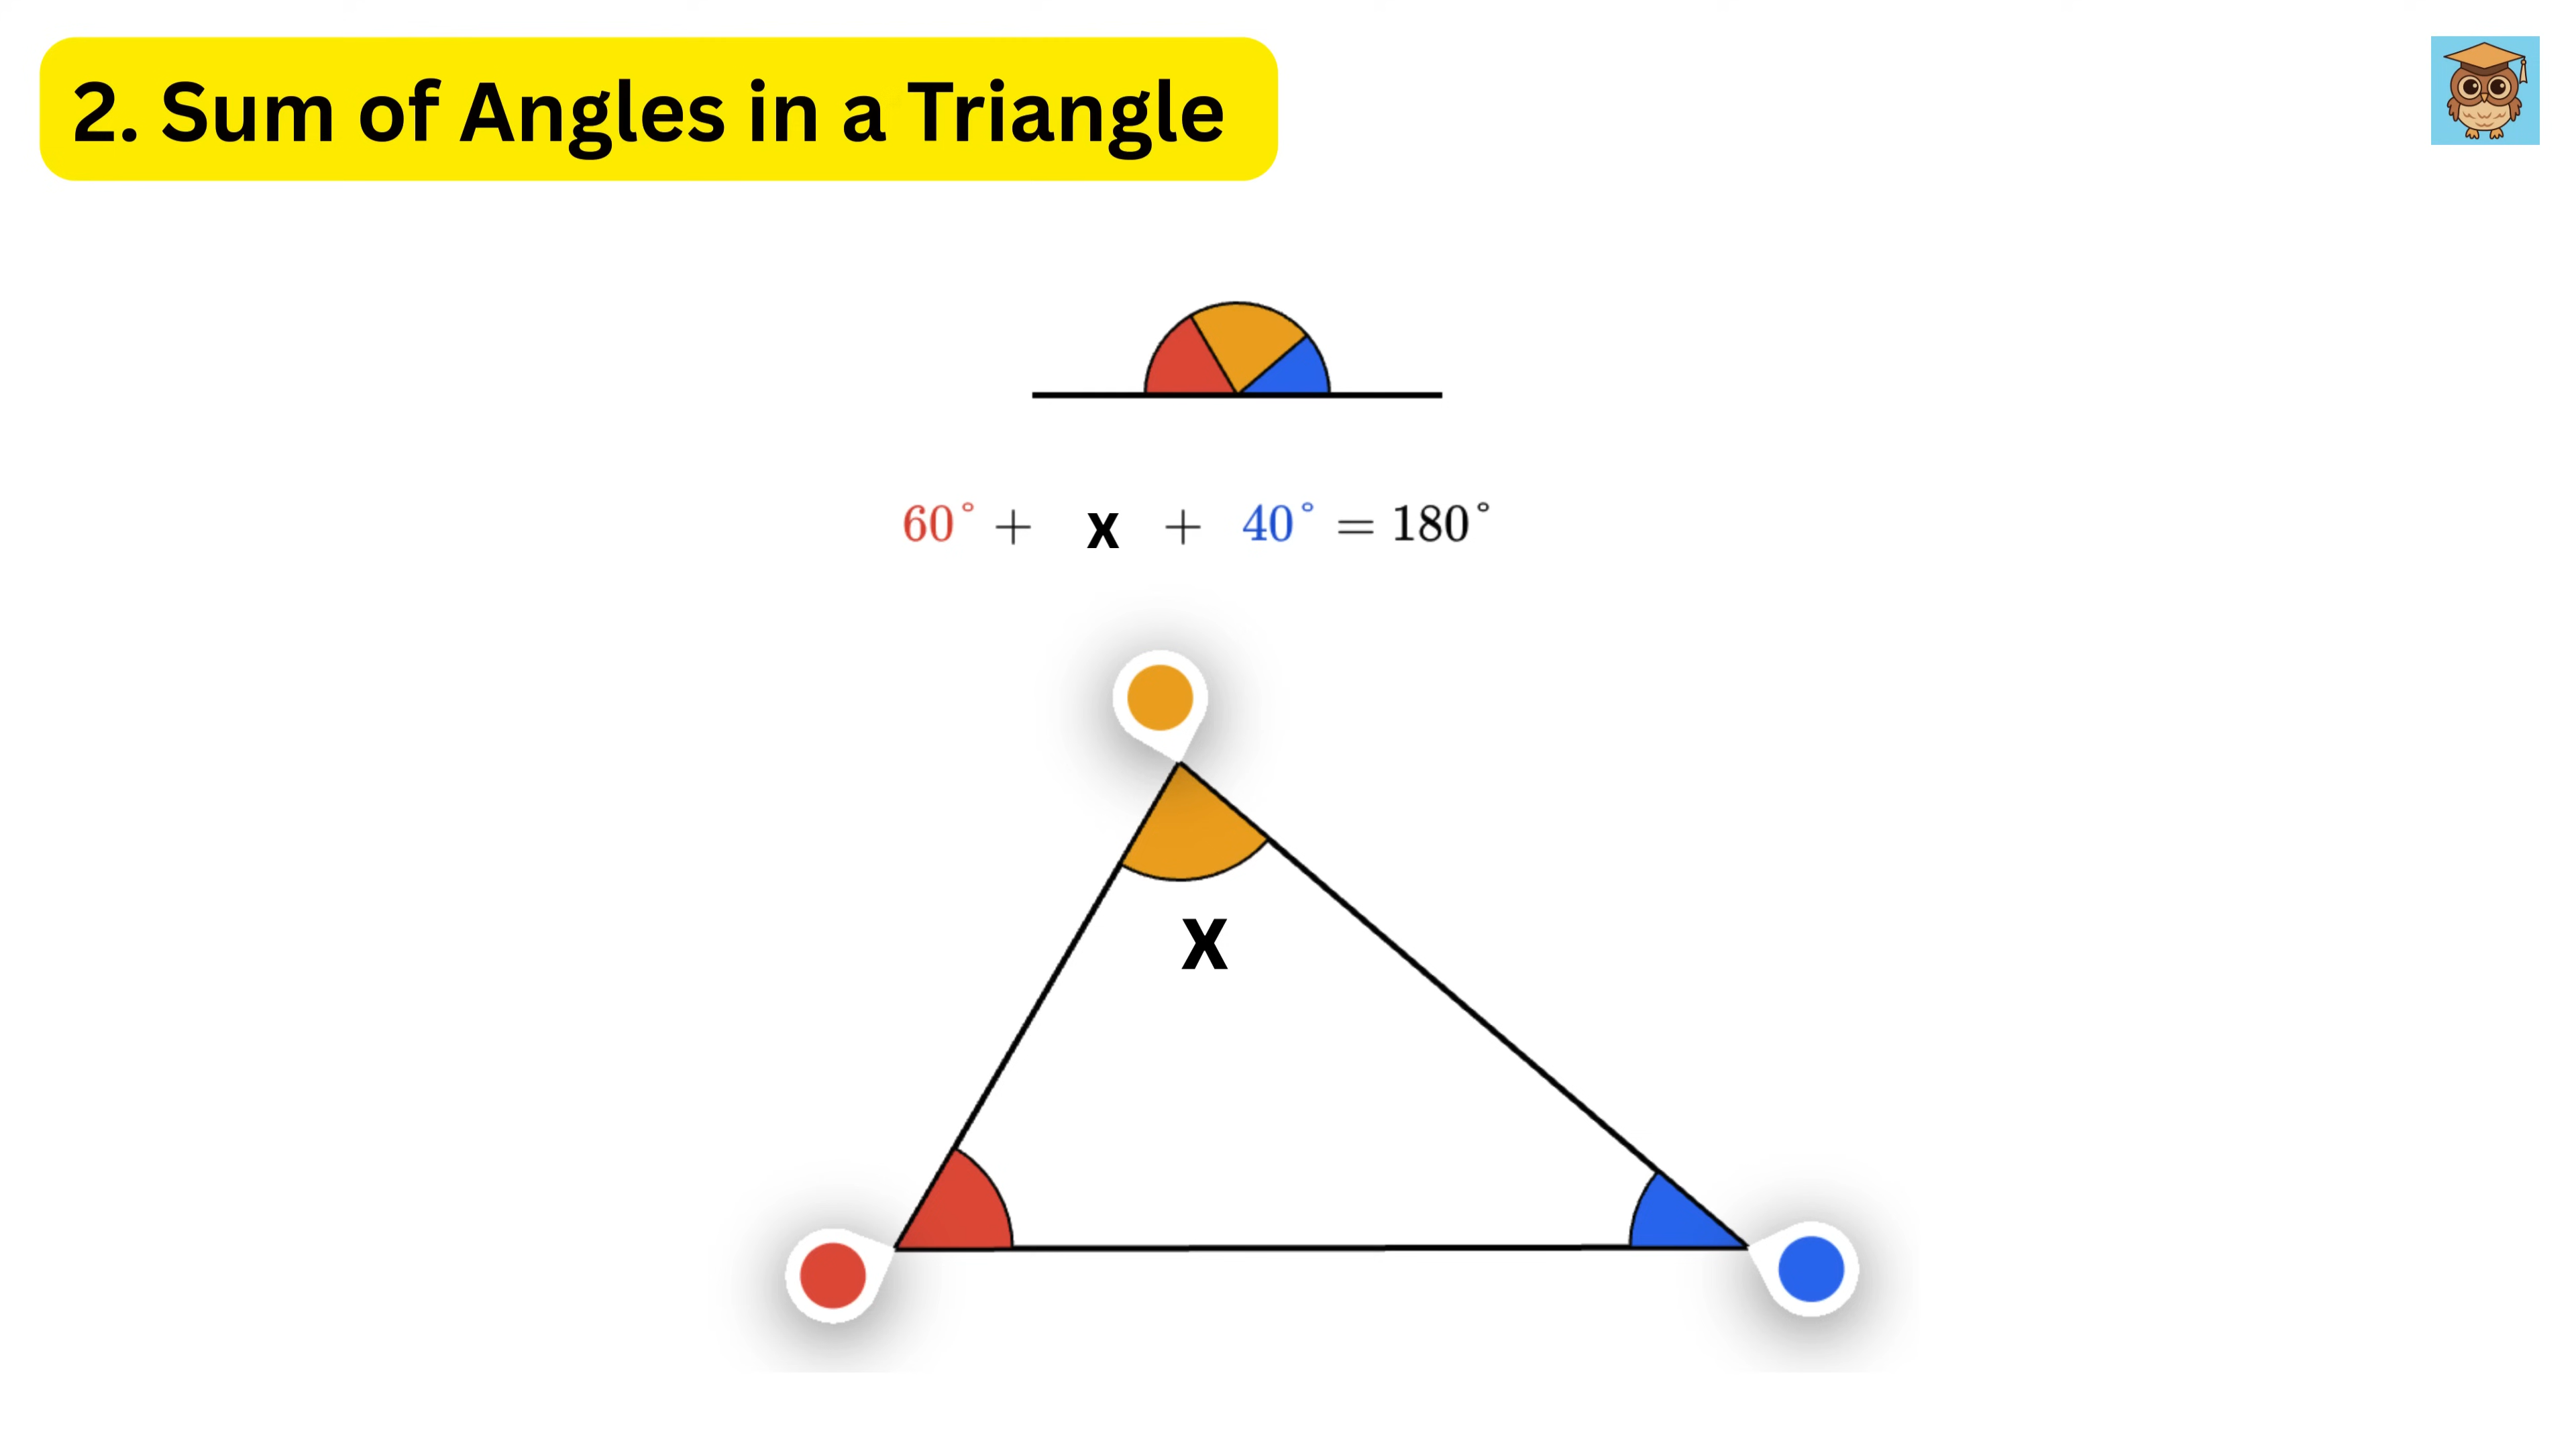 2. Sum of Angles in a Triangle
60° + x + 40° = 180°
X